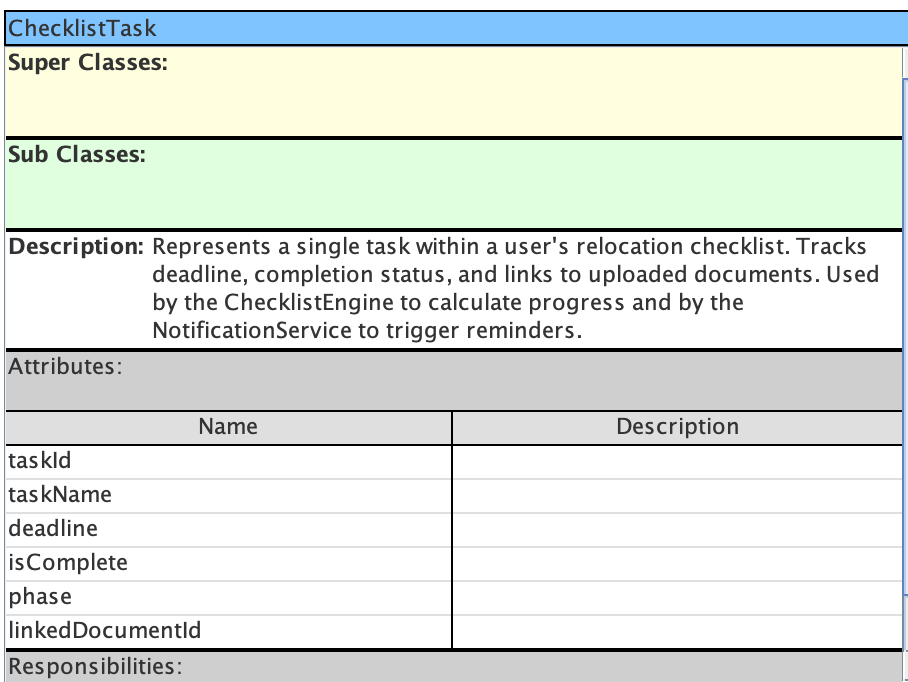 ChecklistTask
Super Classes:
Sub Classes:
Description: Represents a single task within a user's relocation checklist. Tracks
deadline, completion status, and links to uploaded documents. Used
by the ChecklistEngine to calculate progress and by the
NotificationService to trigger reminders.
Attributes:
Name Description
taskId
taskName
deadline
isComplete
phase
linkedDocumentId
Responsibilities: